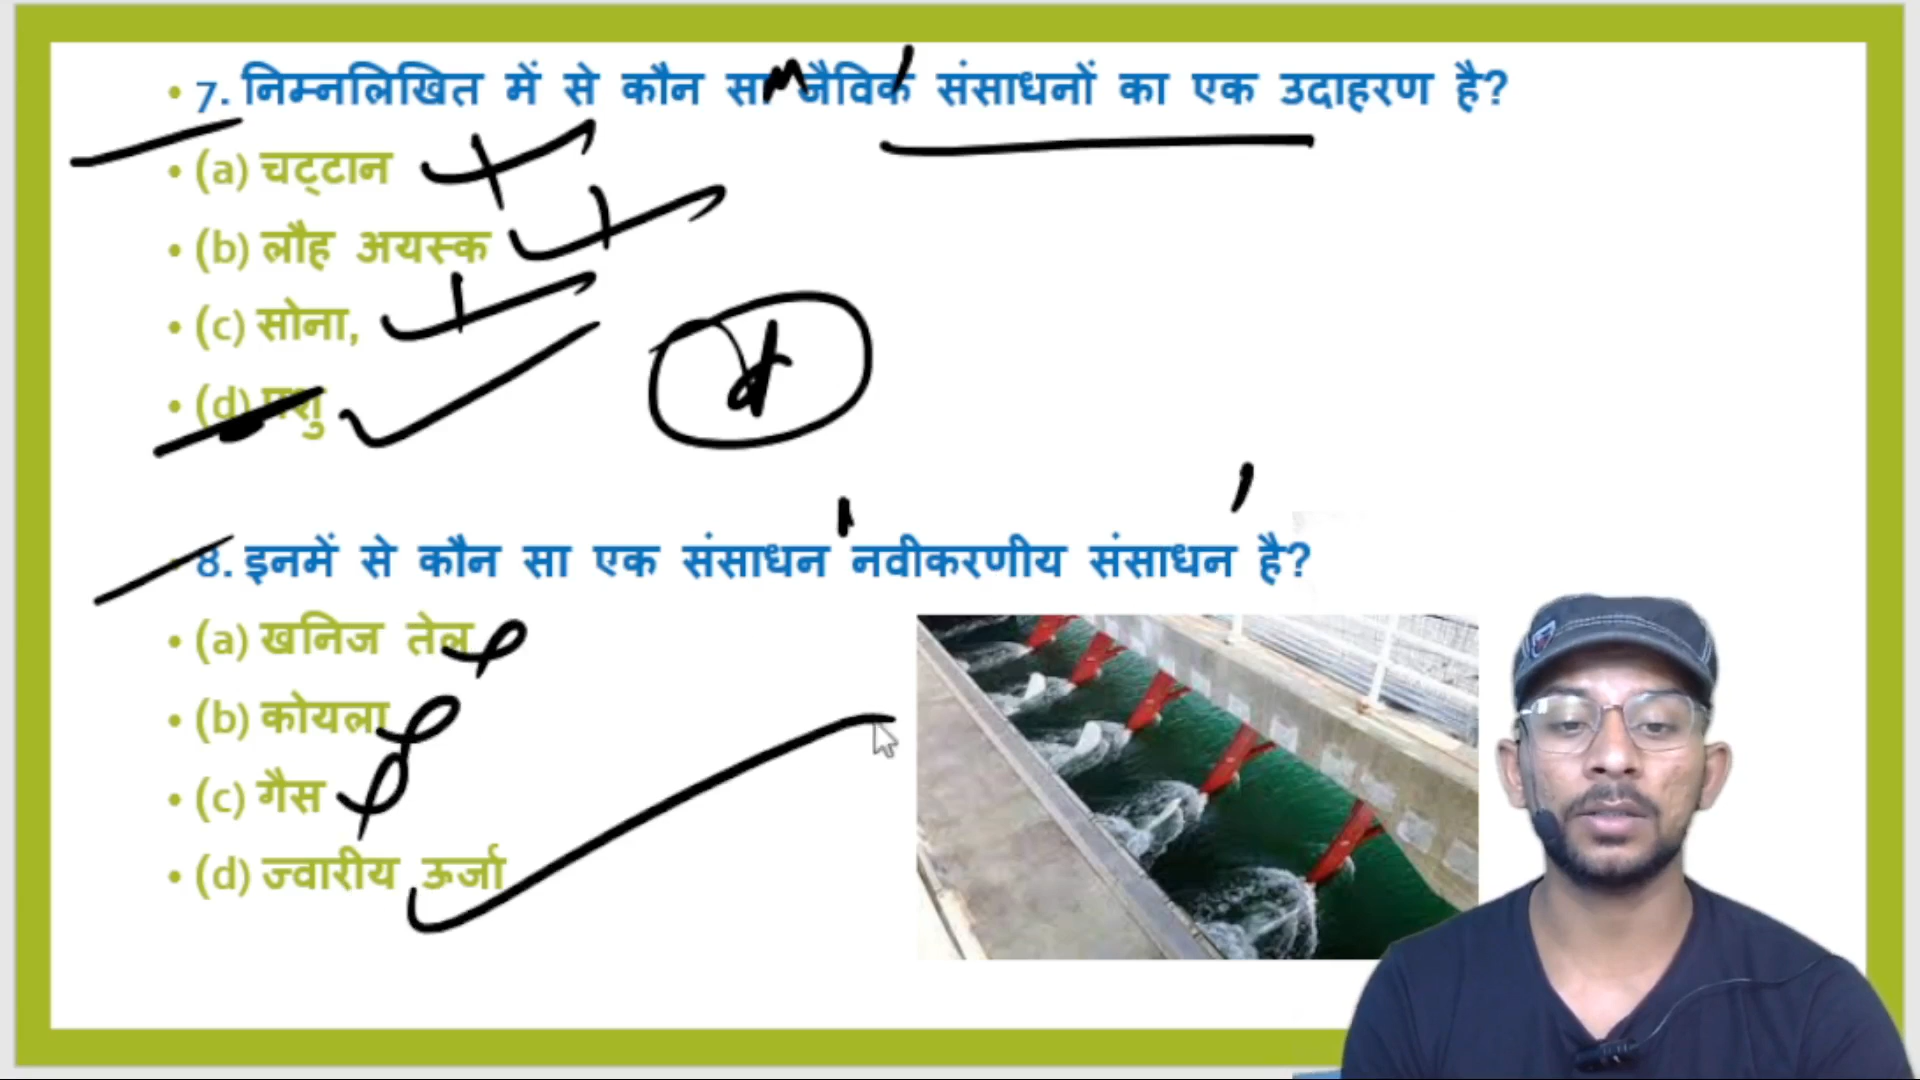 7. निम्नलिखित में से कौन सा जैविक संसाधनों का एक उदाहरण है?
(a) चट्टान
(b) लौह अयस्क
(c) सोना,
(d) पशु
d
8. इनमें से कौन सा एक संसाधन नवीकरणीय संसाधन है?
(a) खनिज तेल
(b) कोयला
(c) गैस
(d) ज्वारीय ऊर्जा